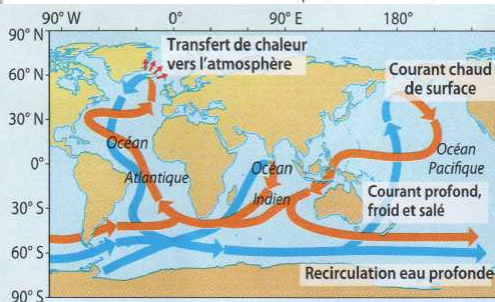 90° W
0°
90° E
180°
90° N
60° N
30° N
0°
30° S
60° S
90° S
Transfert de chaleur
vers l'atmosphère
Courant chaud
de surface
Océan
Atlantique
Océan
Indien
Océan
Pacifique
Courant profond,
froid et salé
Recirculation eau profonde